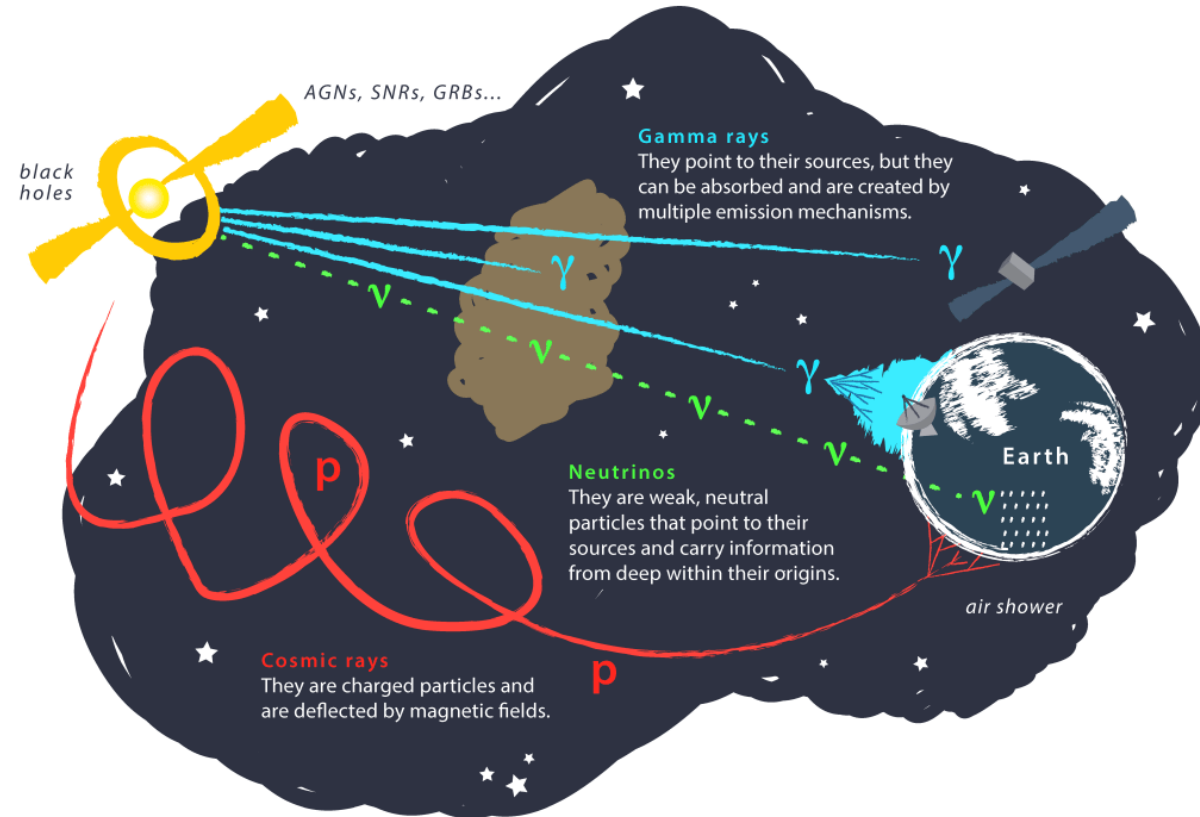 AGNs, SNRs, GRBs...
black
holes
Gamma rays
They point to their sources, but they
can be absorbed and are created by
multiple emission mechanisms.
γ
γ
γ
ν
ν
ν
ν
ν
Earth
p
Neutrinos
They are weak, neutral
particles that point to their
sources and carry information
from deep within their origins.
air shower
Cosmic rays
They are charged particles and
are deflected by magnetic fields.
p